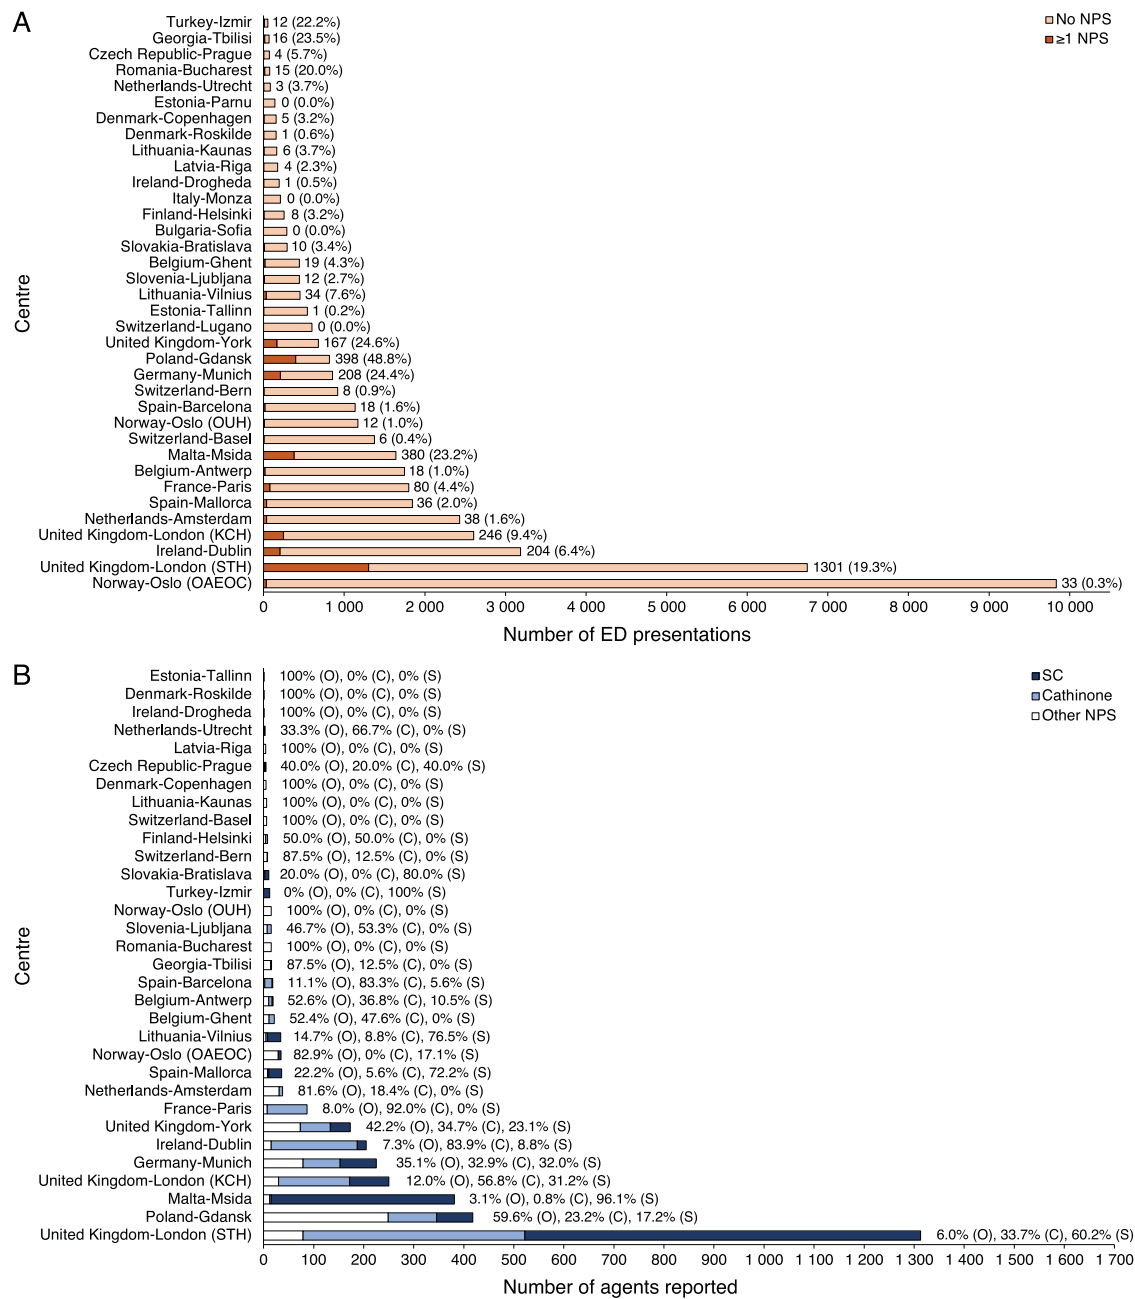 A
No NPS
≥1 NPS
Centre
Turkey-Izmir 12 (22.2%)
Georgia-Tbilisi 16 (23.5%)
Czech Republic-Prague 4 (5.7%)
Romania-Bucharest 15 (20.0%)
Netherlands-Utrecht 3 (3.7%)
Estonia-Parnu 0 (0.0%)
Denmark-Copenhagen 5 (3.2%)
Denmark-Roskilde 1 (0.6%)
Lithuania-Kaunas 6 (3.7%)
Latvia-Riga 4 (2.3%)
Ireland-Drogheda 1 (0.5%)
Italy-Monza 0 (0.0%)
Finland-Helsinki 8 (3.2%)
Bulgaria-Sofia 0 (0.0%)
Slovakia-Bratislava 10 (3.4%)
Belgium-Ghent 19 (4.3%)
Slovenia-Ljubljana 12 (2.7%)
Lithuania-Vilnius 34 (7.6%)
Estonia-Tallinn 1 (0.2%)
Switzerland-Lugano 0 (0.0%)
United Kingdom-York 167 (24.6%)
Poland-Gdansk 398 (48.8%)
Germany-Munich 208 (24.4%)
Switzerland-Bern 8 (0.9%)
Spain-Barcelona 18 (1.6%)
Norway-Oslo (OUH) 12 (1.0%)
Switzerland-Basel 6 (0.4%)
Malta-Msida 380 (23.2%)
Belgium-Antwerp 18 (1.0%)
France-Paris 80 (4.4%)
Spain-Mallorca 36 (2.0%)
Netherlands-Amsterdam 38 (1.6%)
United Kingdom-London (KCH) 246 (9.4%)
Ireland-Dublin 204 (6.4%)
United Kingdom-London (STH) 1301 (19.3%)
Norway-Oslo (OAEOC) 33 (0.3%)
0 1 000 2 000 3 000 4 000 5 000 6 000 7 000 8 000 9 000 10 000
Number of ED presentations
B
SC
Cathinone
Other NPS
Centre
Estonia-Tallinn 100% (O), 0% (C), 0% (S)
Denmark-Roskilde 100% (O), 0% (C), 0% (S)
Ireland-Drogheda 100% (O), 0% (C), 0% (S)
Netherlands-Utrecht 33.3% (O), 66.7% (C), 0% (S)
Latvia-Riga 100% (O), 0% (C), 0% (S)
Czech Republic-Prague 40.0% (O), 20.0% (C), 40.0% (S)
Denmark-Copenhagen 100% (O), 0% (C), 0% (S)
Lithuania-Kaunas 100% (O), 0% (C), 0% (S)
Switzerland-Basel 100% (O), 0% (C), 0% (S)
Finland-Helsinki 50.0% (O), 50.0% (C), 0% (S)
Switzerland-Bern 87.5% (O), 12.5% (C), 0% (S)
Slovakia-Bratislava 20.0% (O), 0% (C), 80.0% (S)
Turkey-Izmir 0% (O), 0% (C), 100% (S)
Norway-Oslo (OUH) 100% (O), 0% (C), 0% (S)
Slovenia-Ljubljana 46.7% (O), 53.3% (C), 0% (S)
Romania-Bucharest 100% (O), 0% (C), 0% (S)
Georgia-Tbilisi 87.5% (O), 12.5% (C), 0% (S)
Spain-Barcelona 11.1% (O), 83.3% (C), 5.6% (S)
Belgium-Antwerp 52.6% (O), 36.8% (C), 10.5% (S)
Belgium-Ghent 52.4% (O), 47.6% (C), 0% (S)
Lithuania-Vilnius 14.7% (O), 8.8% (C), 76.5% (S)
Norway-Oslo (OAEOC) 82.9% (O), 0% (C), 17.1% (S)
Spain-Mallorca 22.2% (O), 5.6% (C), 72.2% (S)
Netherlands-Amsterdam 81.6% (O), 18.4% (C), 0% (S)
France-Paris 8.0% (O), 92.0% (C), 0% (S)
United Kingdom-York 42.2% (O), 34.7% (C), 23.1% (S)
Ireland-Dublin 7.3% (O), 83.9% (C), 8.8% (S)
Germany-Munich 35.1% (O), 32.9% (C), 32.0% (S)
United Kingdom-London (KCH) 12.0% (O), 56.8% (C), 31.2% (S)
Malta-Msida 3.1% (O), 0.8% (C), 96.1% (S)
Poland-Gdansk 59.6% (O), 23.2% (C), 17.2% (S)
United Kingdom-London (STH) 6.0% (O), 33.7% (C), 60.2% (S)
0 100 200 300 400 500 600 700 800 900 1 000 1 100 1 200 1 300 1 400 1 500 1 600 1 700
Number of agents reported